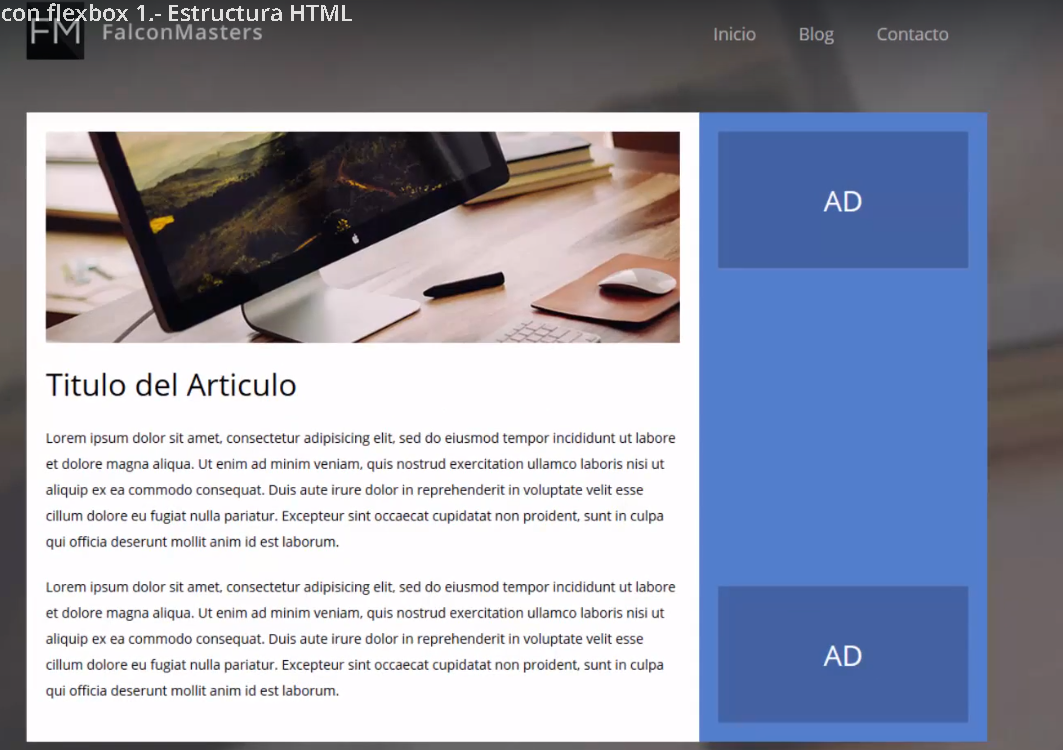 con flexbox 1.- Estructura HTML
FM FalconMasters
Inicio Blog Contacto
AD
Titulo del Articulo
Lorem ipsum dolor sit amet, consectetur adipisicing elit, sed do eiusmod tempor incididunt ut labore
et dolore magna aliqua. Ut enim ad minim veniam, quis nostrud exercitation ullamco laboris nisi ut
aliquip ex ea commodo consequat. Duis aute irure dolor in reprehenderit in voluptate velit esse
cillum dolore eu fugiat nulla pariatur. Excepteur sint occaecat cupidatat non proident, sunt in culpa
qui officia deserunt mollit anim id est laborum.
Lorem ipsum dolor sit amet, consectetur adipisicing elit, sed do eiusmod tempor incididunt ut labore
et dolore magna aliqua. Ut enim ad minim veniam, quis nostrud exercitation ullamco laboris nisi ut
aliquip ex ea commodo consequat. Duis aute irure dolor in reprehenderit in voluptate velit esse
cillum dolore eu fugiat nulla pariatur. Excepteur sint occaecat cupidatat non proident, sunt in culpa
qui officia deserunt mollit anim id est laborum.
AD